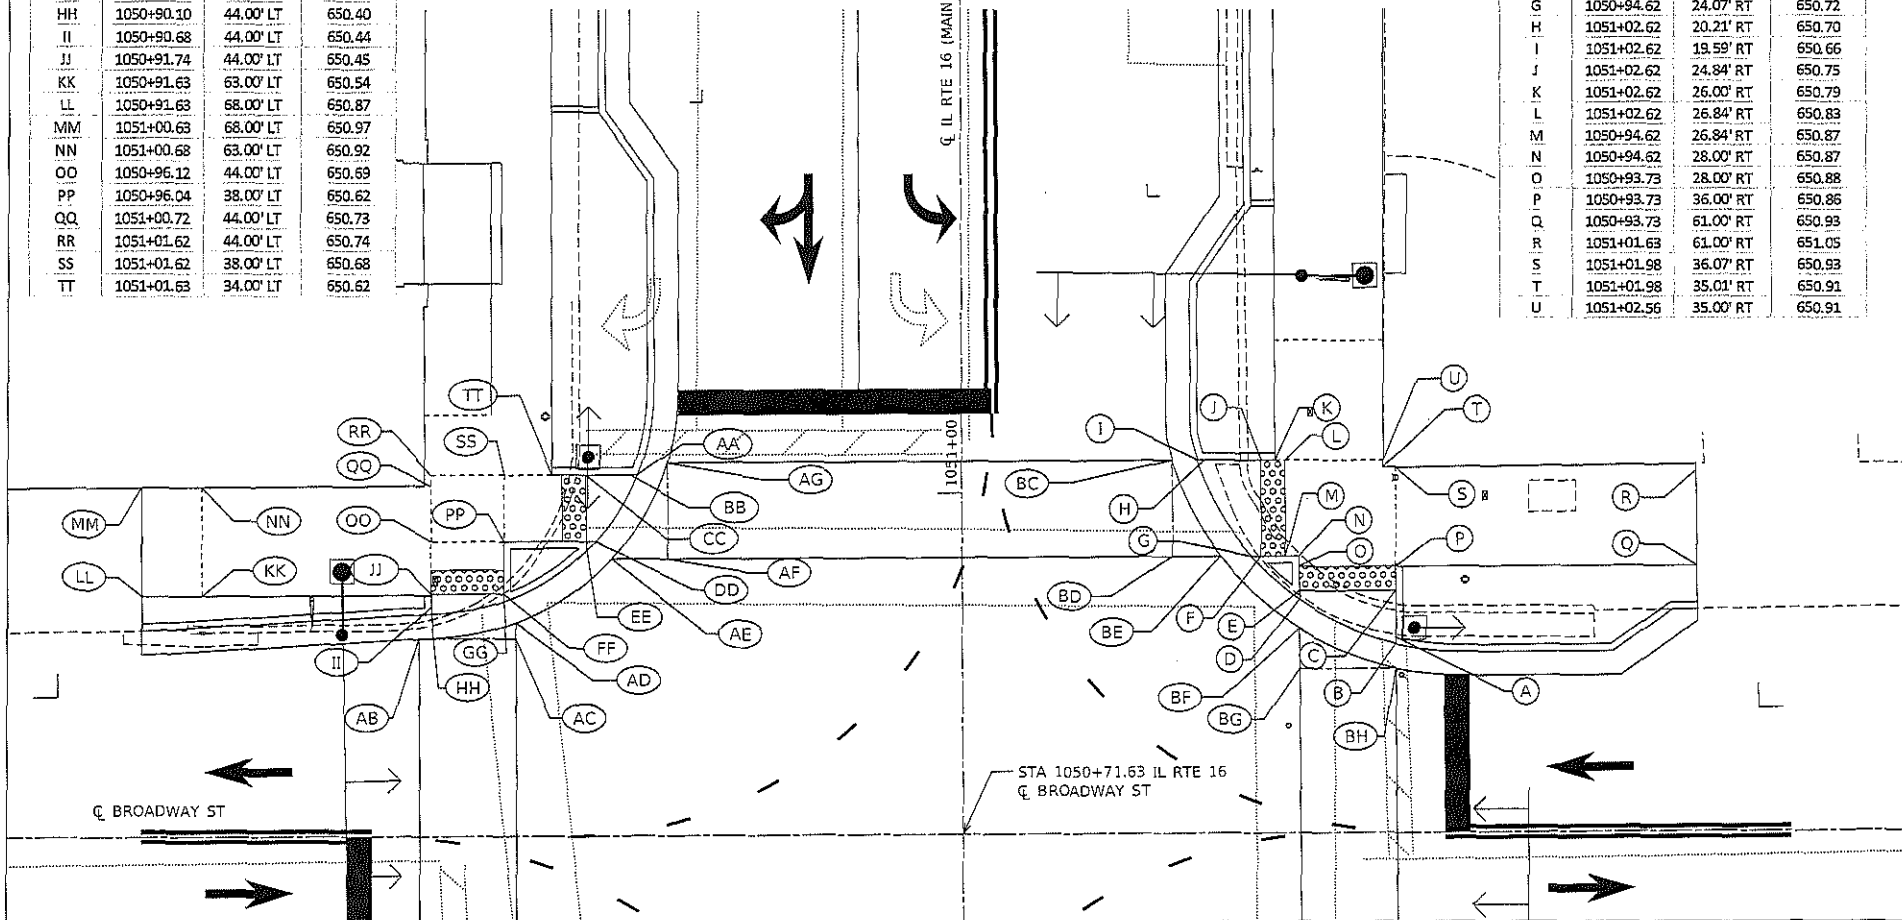 HH 1050+90.10 44.00' LT 650.40
II 1050+90.68 44.00' LT 650.44
JJ 1050+91.74 44.00' LT 650.45
KK 1050+91.63 63.00' LT 650.54
LL 1050+91.63 68.00' LT 650.87
MM 1051+00.63 68.00' LT 650.97
NN 1051+00.68 63.00' LT 650.92
OO 1050+96.12 44.00' LT 650.69
PP 1050+96.04 38.00' LT 650.62
QQ 1051+00.72 44.00' LT 650.73
RR 1051+01.62 44.00' LT 650.74
SS 1051+01.62 38.00' LT 650.68
TT 1051+01.63 34.00' LT 650.62
℄ IL RTE 16 (MAIN
G 1050+94.62 24.07' RT 650.72
H 1051+02.62 20.21' RT 650.70
I 1051+02.62 19.59' RT 650.66
J 1051+02.62 24.84' RT 650.75
K 1051+02.62 26.00' RT 650.79
L 1051+02.62 26.84' RT 650.83
M 1050+94.62 26.84' RT 650.87
N 1050+94.62 28.00' RT 650.87
O 1050+93.73 28.00' RT 650.88
P 1050+93.73 36.00' RT 650.86
Q 1050+93.73 61.00' RT 650.93
R 1051+01.63 61.00' RT 651.05
S 1051+01.98 36.07' RT 650.93
T 1051+01.98 35.01' RT 650.91
U 1051+02.56 35.00' RT 650.91
TT
RR
SS
QQ
AA
AG
MM
NN
OO
PP
BB
CC
LL
KK
JJ
AF
DD
EE
AE
II
GG
FF
HH
AD
AB
AC
1051+00
U
J
K
T
I
L
BC
S
R
H
M
N
G
O
P
Q
BD
F
BE
E
D
C
BF
B
A
BG
BH
STA 1050+71.63 IL RTE 16
℄ BROADWAY ST
℄ BROADWAY ST